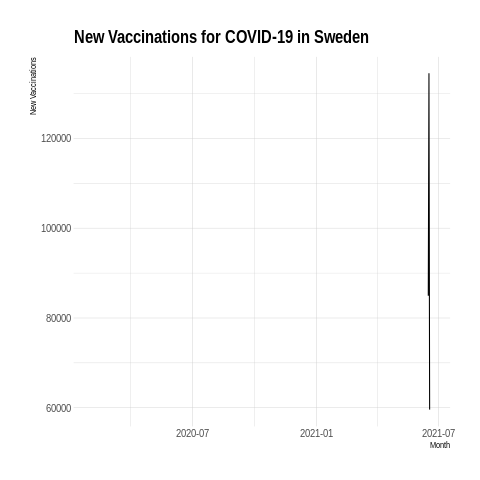 New Vaccinations for COVID-19 in Sweden
New Vaccinations
120000
100000
80000
60000
2020-07
2021-01
2021-07
Month